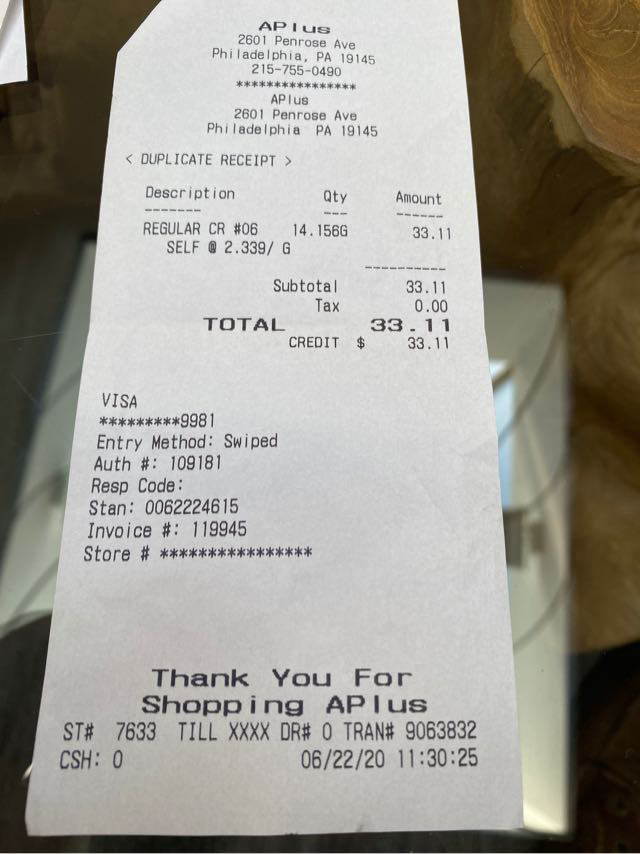 APlus
2601 Penrose Ave
Philadelphia, PA 19145
215-755-0490
****************
APlus
2601 Penrose Ave
Philadelphia PA 19145
< DUPLICATE RECEIPT >
Description Qty Amount
------- --- ------
REGULAR CR #06 14.156G 33.11
SELF @ 2.339/ G
----------
Subtotal 33.11
Tax 0.00
TOTAL 33.11
CREDIT $ 33.11
VISA
*********9981
Entry Method: Swiped
Auth #: 109181
Resp Code:
Stan: 0062224615
Invoice #: 119945
Store # ****************
Thank You For
Shopping APlus
ST# 7633 TILL XXXX DR# 0 TRAN# 9063832
CSH: 0 06/22/20 11:30:25